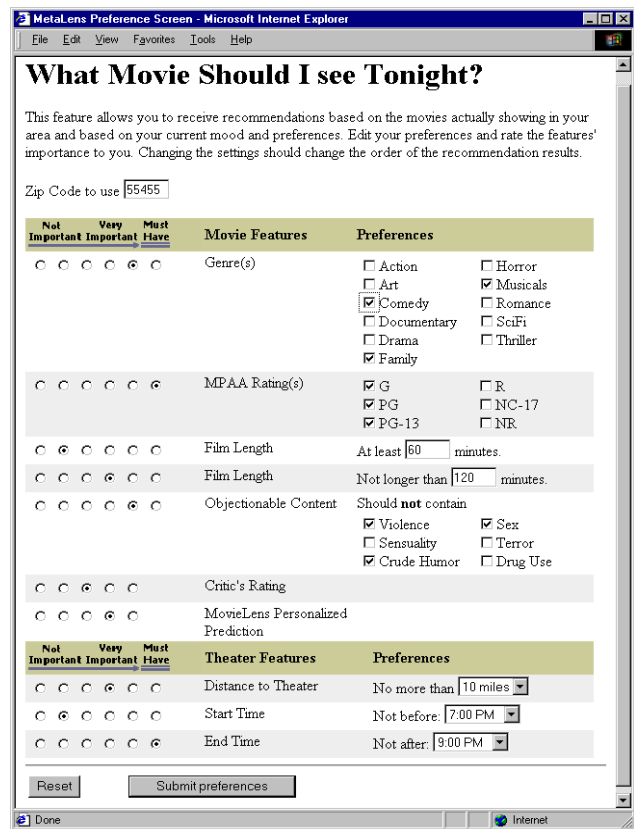 MetaLens Preference Screen - Microsoft Internet Explorer
File Edit View Favorites Tools Help
What Movie Should I see Tonight?
This feature allows you to receive recommendations based on the movies actually showing in your
area and based on your current mood and preferences. Edit your preferences and rate the features'
importance to you. Changing the settings should change the order of the recommendation results.
Zip Code to use 55455
Not Important Very Important Must Have Movie Features Preferences
Genre(s)
Action Horror
Art Musicals
Comedy Romance
Documentary SciFi
Drama Thriller
Family
MPAA Rating(s)
G R
PG NC-17
PG-13 NR
Film Length At least 60 minutes.
Film Length Not longer than 120 minutes.
Objectionable Content Should not contain
Violence Sex
Sensuality Terror
Crude Humor Drug Use
Critic's Rating
MovieLens Personalized
Prediction
Not Important Very Important Must Have Theater Features Preferences
Distance to Theater No more than 10 miles
Start Time Not before: 7:00 PM
End Time Not after: 9:00 PM
Reset Submit preferences
Done Internet